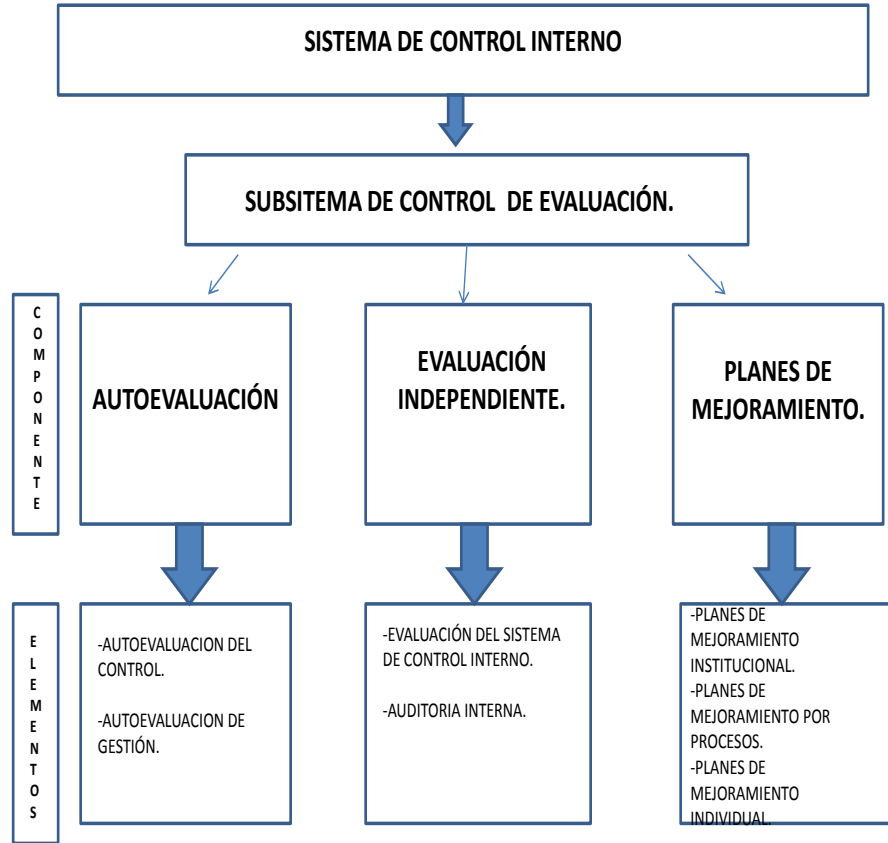 SISTEMA DE CONTROL INTERNO
SUBSITEMA DE CONTROL DE EVALUACIÓN.
C
O
M
P
O
N
E
N
T
E
AUTOEVALUACIÓN
EVALUACIÓN
INDEPENDIENTE.
PLANES DE
MEJORAMIENTO.
E
L
E
M
E
N
T
O
S
-AUTOEVALUACION DEL
CONTROL.
-AUTOEVALUACION DE
GESTIÓN.
-EVALUACIÓN DEL SISTEMA
DE CONTROL INTERNO.
-AUDITORIA INTERNA.
-PLANES DE
MEJORAMIENTO
INSTITUCIONAL.
-PLANES DE
MEJORAMIENTO POR
PROCESOS.
-PLANES DE
MEJORAMIENTO
INDIVIDUAL.